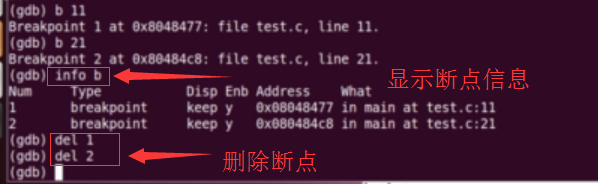 (gdb) b 11
Breakpoint 1 at 0x8048477: file test.c, line 11.
(gdb) b 21
Breakpoint 2 at 0x80484c8: file test.c, line 21.
(gdb) info b
显示断点信息
Num Type Disp Enb Address What
1 breakpoint keep y 0x08048477 in main at test.c:11
2 breakpoint keep y 0x080484c8 in main at test.c:21
(gdb) del 1
(gdb) del 2
删除断点
(gdb)